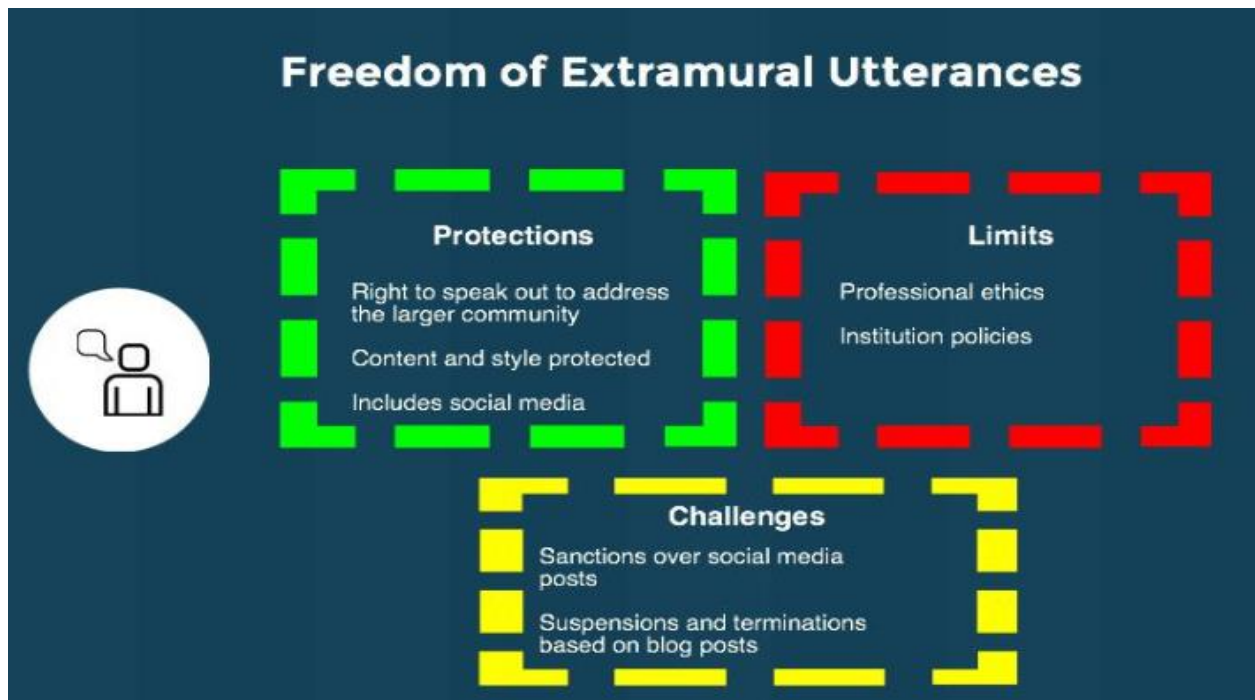 Freedom of Extramural Utterances
Protections
Right to speak out to address
the larger community
Content and style protected
Includes social media
Limits
Professional ethics
Institution policies
Challenges
Sanctions over social media
posts
Suspensions and terminations
based on blog posts